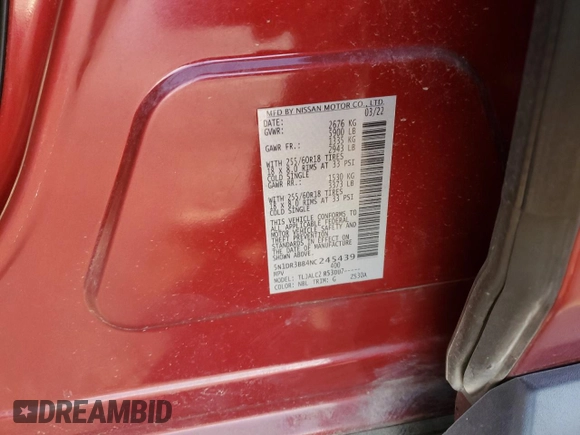 MFD BY NISSAN MOTOR CO., LTD.
DATE: 03/22
GVWR: 2676 KG
5900 LB
GAWR FR.: 1335 KG
2943 LB
WITH 255/60R18 TIRES
18 x 8.0 RIMS AT 33 PSI
COLD SINGLE
GAWR RR.: 1530 KG
3373 LB
WITH 255/60R18 TIRES
18 x 8.0 RIMS AT 33 PSI
COLD SINGLE
THIS VEHICLE CONFORMS TO
ALL APPLICABLE FEDERAL
MOTOR VEHICLE SAFETY AND
THEFT PREVENTION STANDARDS
IN EFFECT ON THE
DATE OF MANUFACTURE
SHOWN ABOVE.
245439
MPV
MODEL:
COLOR: TRIM: G
DREAMBID